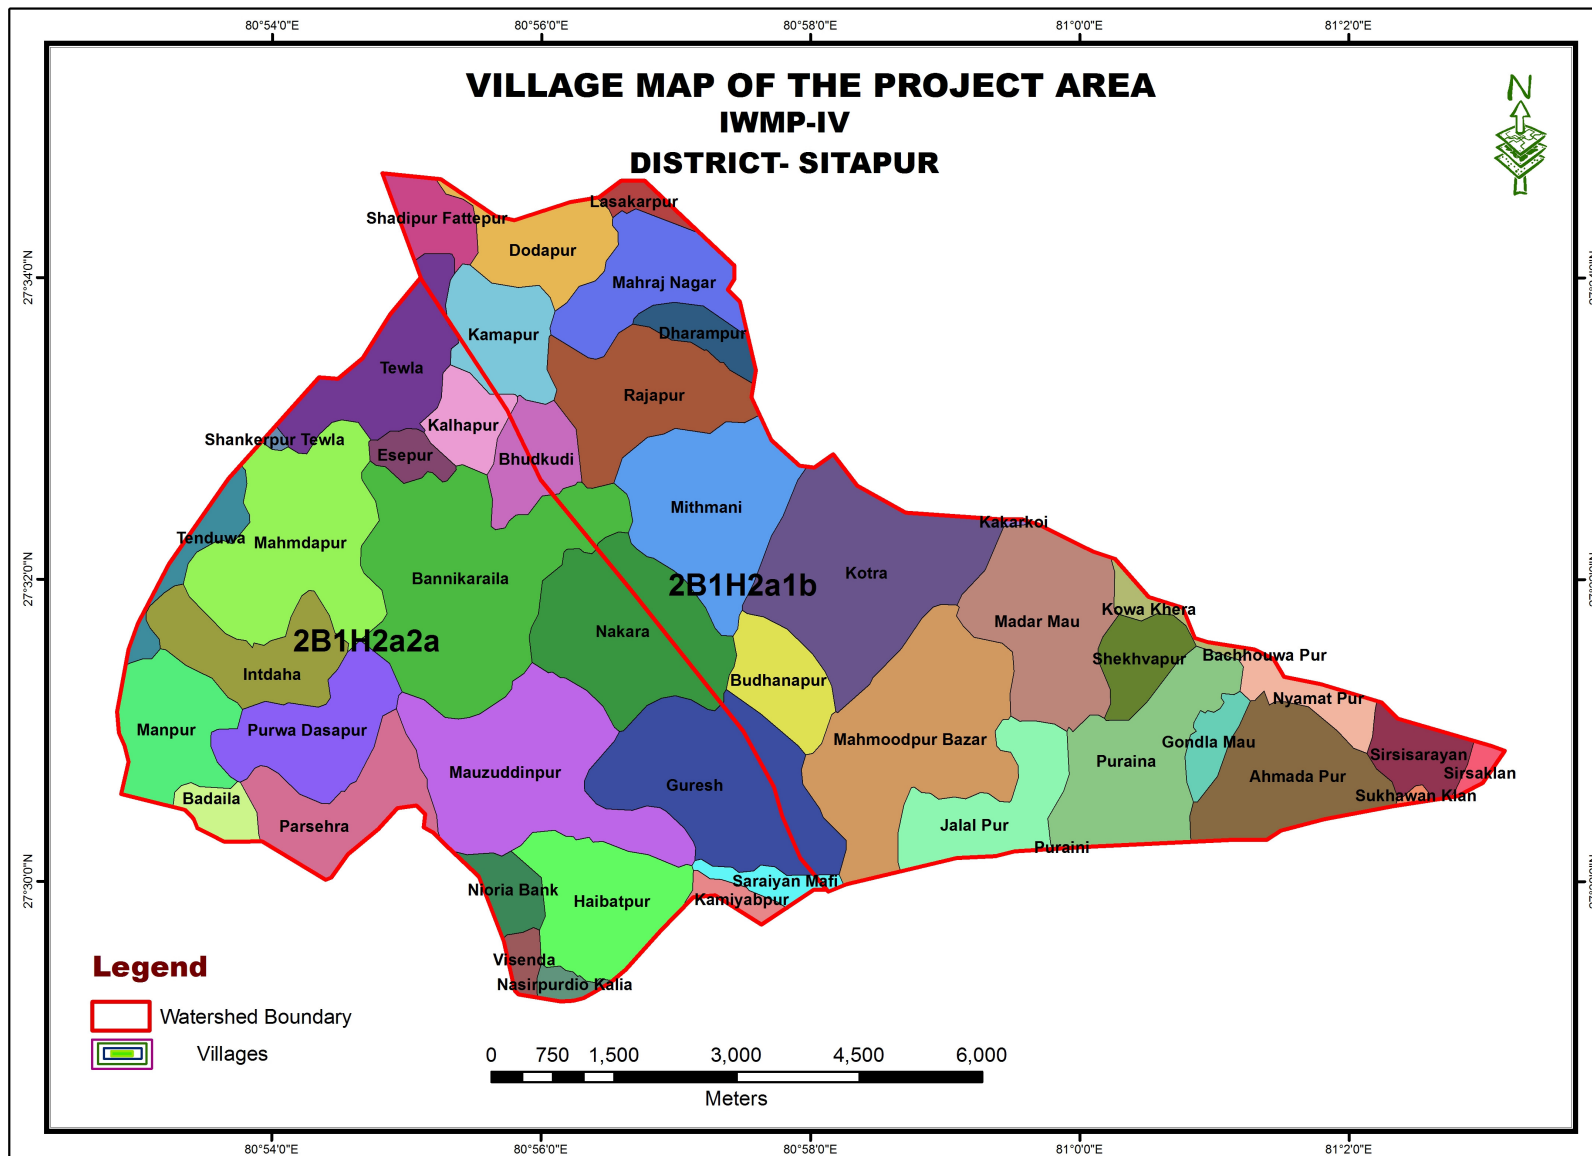 80°54'0"E
80°56'0"E
80°58'0"E
81°0'0"E
81°2'0"E
VILLAGE MAP OF THE PROJECT AREA
IWMP-IV
DISTRICT- SITAPUR
N
Lasakarpur
Shadipur Fattepur
Dodapur
27°34'0"N
Mahraj Nagar
Kamapur
Dharampur
Tewla
Rajapur
Kalhapur
Shankerpur Tewla
Esepur
Bhudkudi
Mithmani
Kakarkoi
Tenduwa
Mahmdapur
Bannikaraila
Kotra
27°32'0"N
2B1H2a1b
Kowa Khera
Madar Mau
Nakara
2B1H2a2a
Shekhvapur
Bachhouwa Pur
Intdaha
Budhanapur
Nyamat Pur
Manpur
Purwa Dasapur
Mahmoodpur Bazar
Gondla Mau
Sirsisarayan
Puraina
Mauzuddinpur
Sirsaklan
Ahmada Pur
Guresh
Sukhawan Klan
Badaila
Parsehra
Jalal Pur
Puraini
27°30'0"N
Saraiyan Mafi
Nioria Bank
Kamiyabpur
Haibatpur
Visenda
Nasirpurdio Kalia
Legend
Watershed Boundary
Villages
0 750 1,500 3,000 4,500 6,000
Meters
80°54'0"E
80°56'0"E
80°58'0"E
81°0'0"E
81°2'0"E